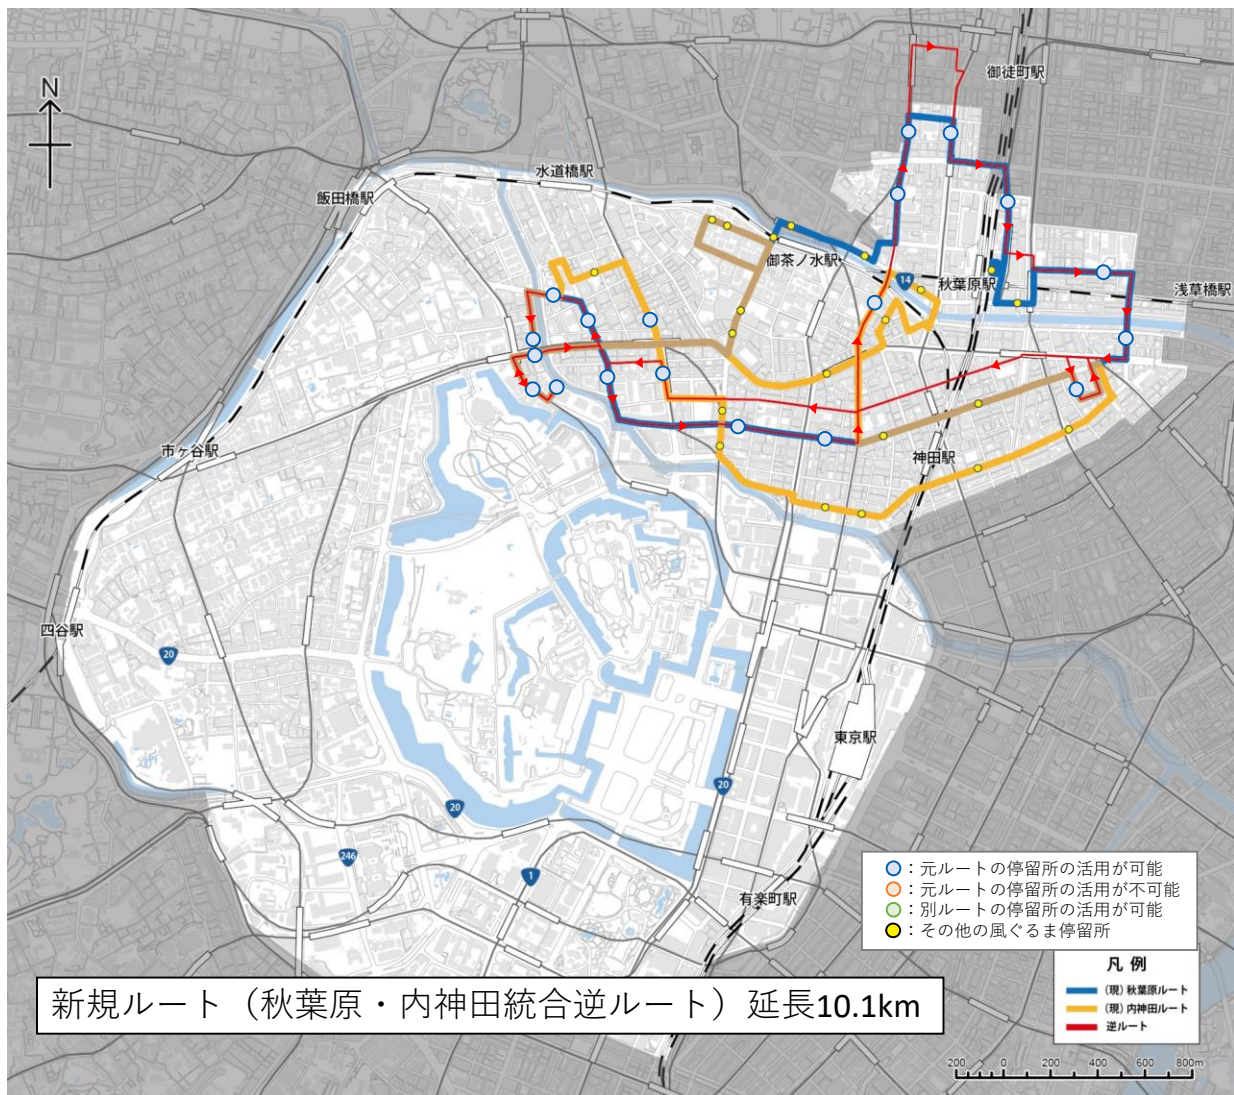 N
御徒町駅
水道橋駅
飯田橋駅
御茶ノ水駅
14
秋葉原駅
浅草橋駅
市ヶ谷駅
神田駅
四谷駅
20
東京駅
20
20
246
1
有楽町駅
：元ルートの停留所の活用が可能
：元ルートの停留所の活用が不可能
：別ルートの停留所の活用が可能
：その他の風ぐるま停留所
凡 例
(現) 秋葉原ルート
(現) 内神田ルート
逆ルート
新規ルート（秋葉原・内神田統合逆ルート）延長10.1km
200 0 200 400 600 800m